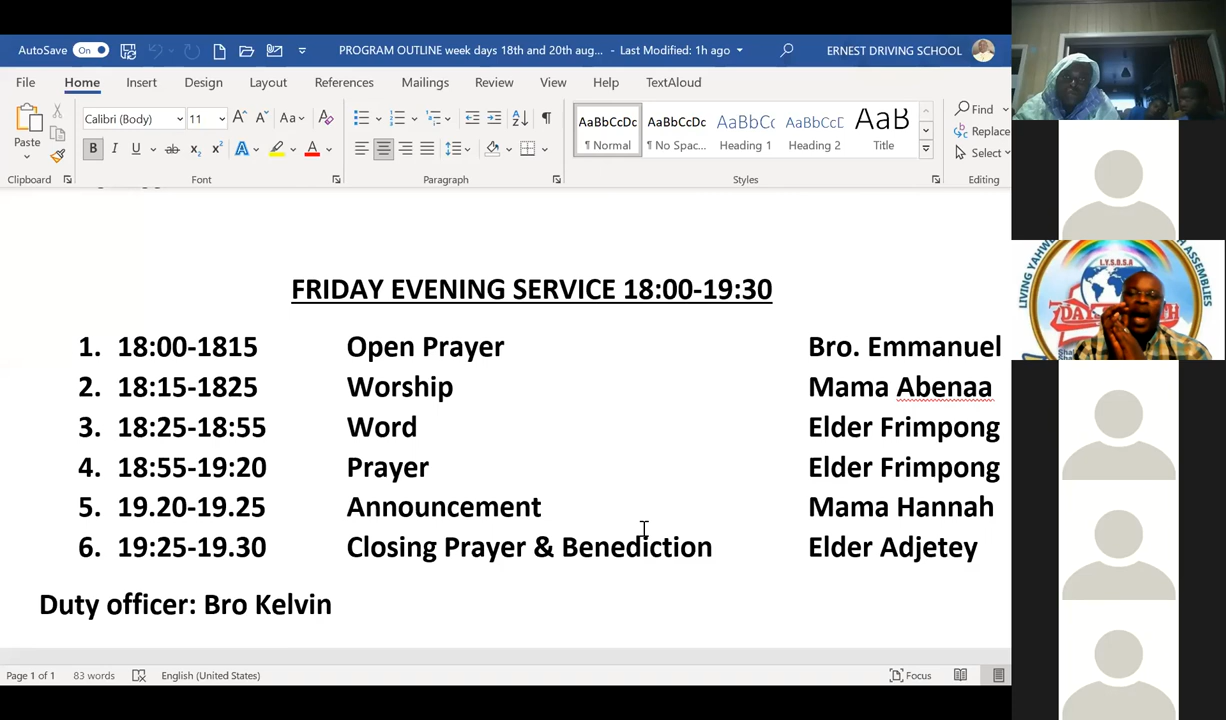 AutoSave On PROGRAM OUTLINE week days 18th and 20th aug... - Last Modified: 1h ago ERNEST DRIVING SCHOOL
File Home Insert Design Layout References Mailings Review View Help TextAloud
Paste
Calibri (Body) 11
AaBbCcDc AaBbCcDc AaBbCc AaBbCcD AaB
¶ Normal ¶ No Spac... Heading 1 Heading 2 Title
Find
Replace
Select
Clipboard Font Paragraph Styles Editing
FRIDAY EVENING SERVICE 18:00-19:30
1. 18:00-1815 Open Prayer Bro. Emmanuel
2. 18:15-1825 Worship Mama Abenaa
3. 18:25-18:55 Word Elder Frimpong
4. 18:55-19:20 Prayer Elder Frimpong
5. 19.20-19.25 Announcement Mama Hannah
6. 19:25-19.30 Closing Prayer & Benediction Elder Adjetey
Duty officer: Bro Kelvin
Page 1 of 1 83 words English (United States) Focus
LIVING YAHW
ASSEMBLIES
L.Y.S.D.S.A